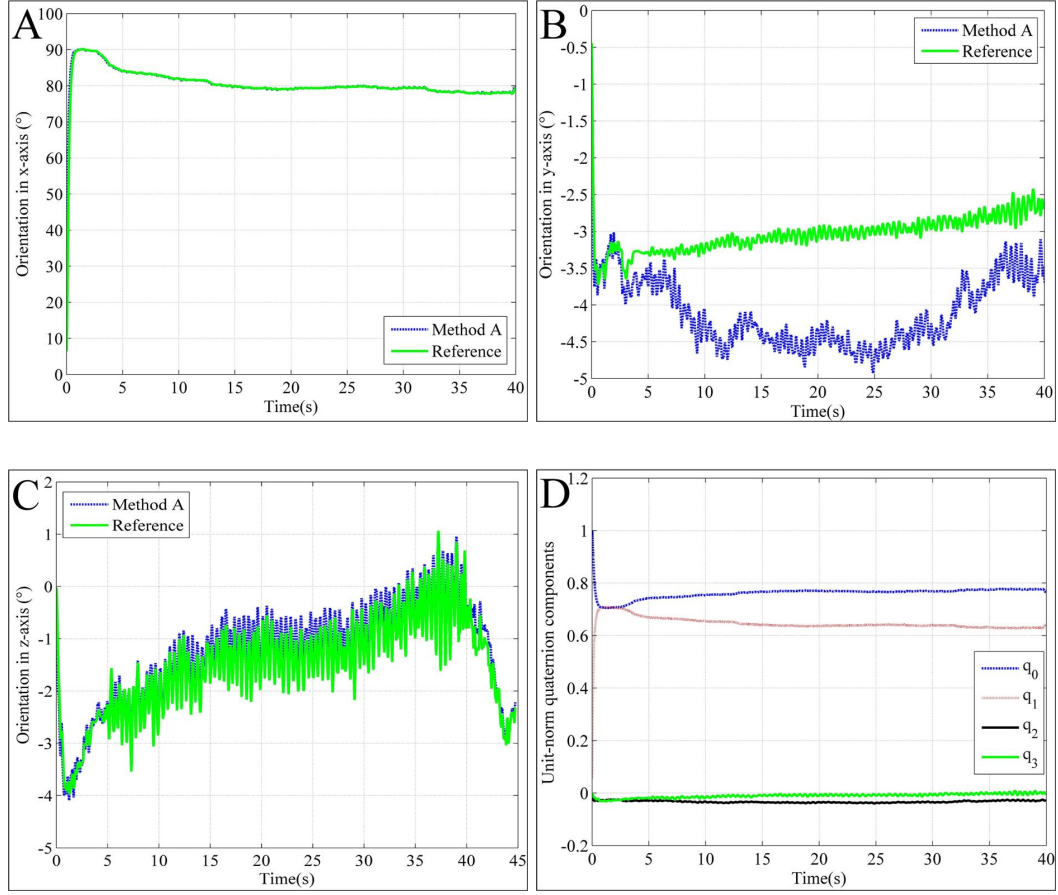 A
100
90
80
70
60
50
40
30
20
10
0
Orientation in x-axis (°)
Method A
Reference
0 5 10 15 20 25 30 35 40
Time(s)
B
0
-0.5
-1
-1.5
-2
-2.5
-3
-3.5
-4
-4.5
-5
Orientation in y-axis (°)
Method A
Reference
0 5 10 15 20 25 30 35 40
Time(s)
C
2
1
0
-1
-2
-3
-4
-5
Orientation in z-axis (°)
Method A
Reference
0 5 10 15 20 25 30 35 40 45
Time(s)
D
1.2
1
0.8
0.6
0.4
0.2
0
-0.2
Unit-norm quaternion components
q_0
q_1
q_2
q_3
0 5 10 15 20 25 30 35 40
Time(s)